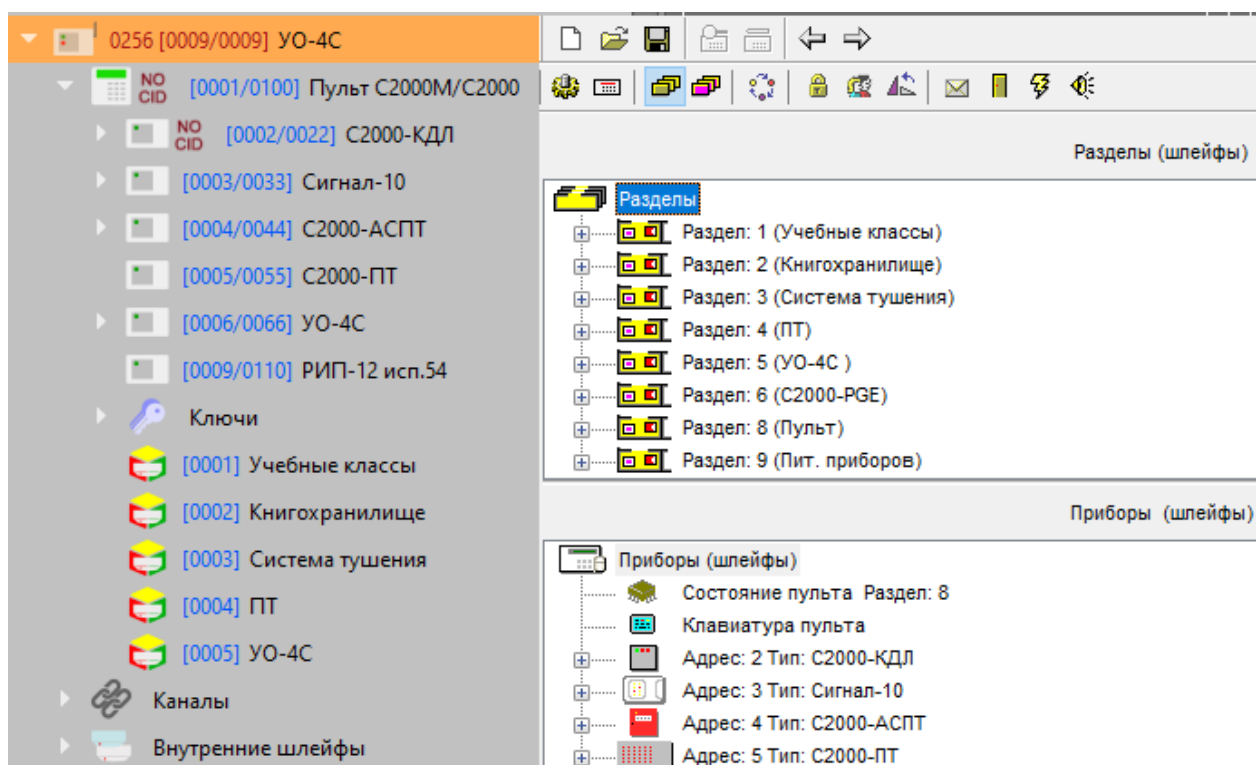 0256 [0009/0009] УО-4С
NO CID [0001/0100] Пульт С2000М/С2000
NO CID [0002/0022] С2000-КДЛ
[0003/0033] Сигнал-10
[0004/0044] С2000-АСПТ
[0005/0055] С2000-ПТ
[0006/0066] УО-4С
[0009/0110] РИП-12 исп.54
Ключи
[0001] Учебные классы
[0002] Книгохранилище
[0003] Система тушения
[0004] ПТ
[0005] УО-4С
Каналы
Внутренние шлейфы
Разделы (шлейфы)
Разделы
Раздел: 1 (Учебные классы)
Раздел: 2 (Книгохранилище)
Раздел: 3 (Система тушения)
Раздел: 4 (ПТ)
Раздел: 5 (УО-4С )
Раздел: 6 (С2000-PGE)
Раздел: 8 (Пульт)
Раздел: 9 (Пит. приборов)
Приборы (шлейфы)
Приборы (шлейфы)
Состояние пульта Раздел: 8
Клавиатура пульта
Адрес: 2 Тип: С2000-КДЛ
Адрес: 3 Тип: Сигнал-10
Адрес: 4 Тип: С2000-АСПТ
Адрес: 5 Тип: С2000-ПТ